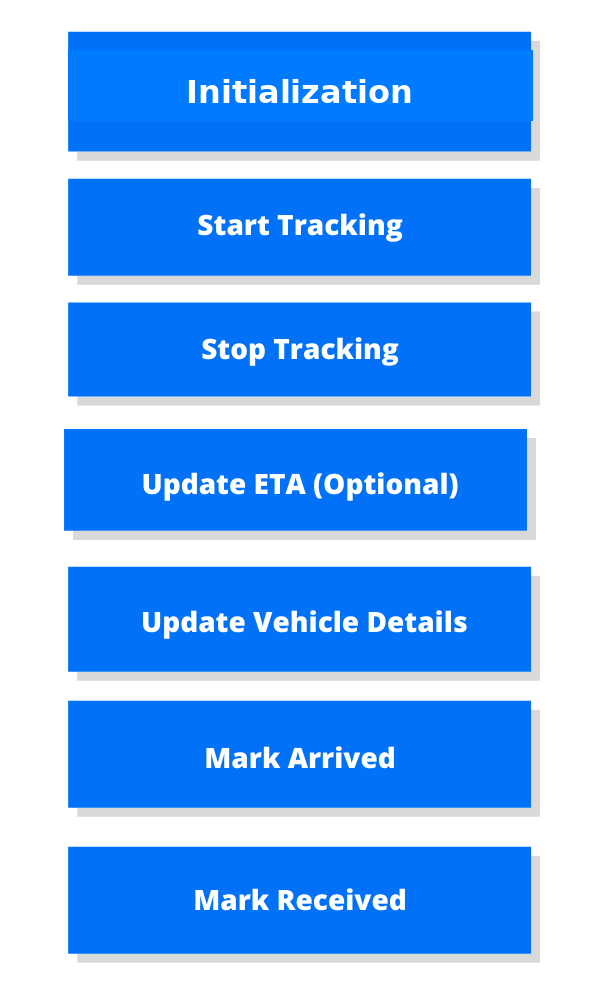 Initialization
Start Tracking
Stop Tracking
Update ETA (Optional)
Update Vehicle Details
Mark Arrived
Mark Received